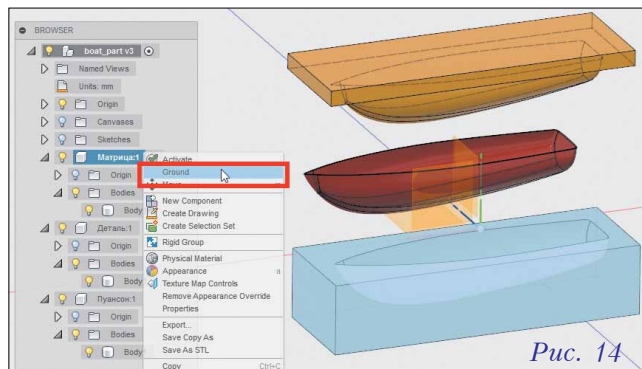 BROWSER
boat_part v3
Named Views
Units: mm
Origin
Canvases
Sketches
Матрица:1
Origin
Bodies
Body
Деталь:1
Origin
Bodies
Body
Пуансон:1
Origin
Bodies
Body
Activate
Ground
Move
New Component
Create Drawing
Create Selection Set
Rigid Group
Physical Material
Appearance a
Texture Map Controls
Remove Appearance Override
Properties
Export...
Save Copy As
Save As STL
Copy Ctrl+C
Рис. 14